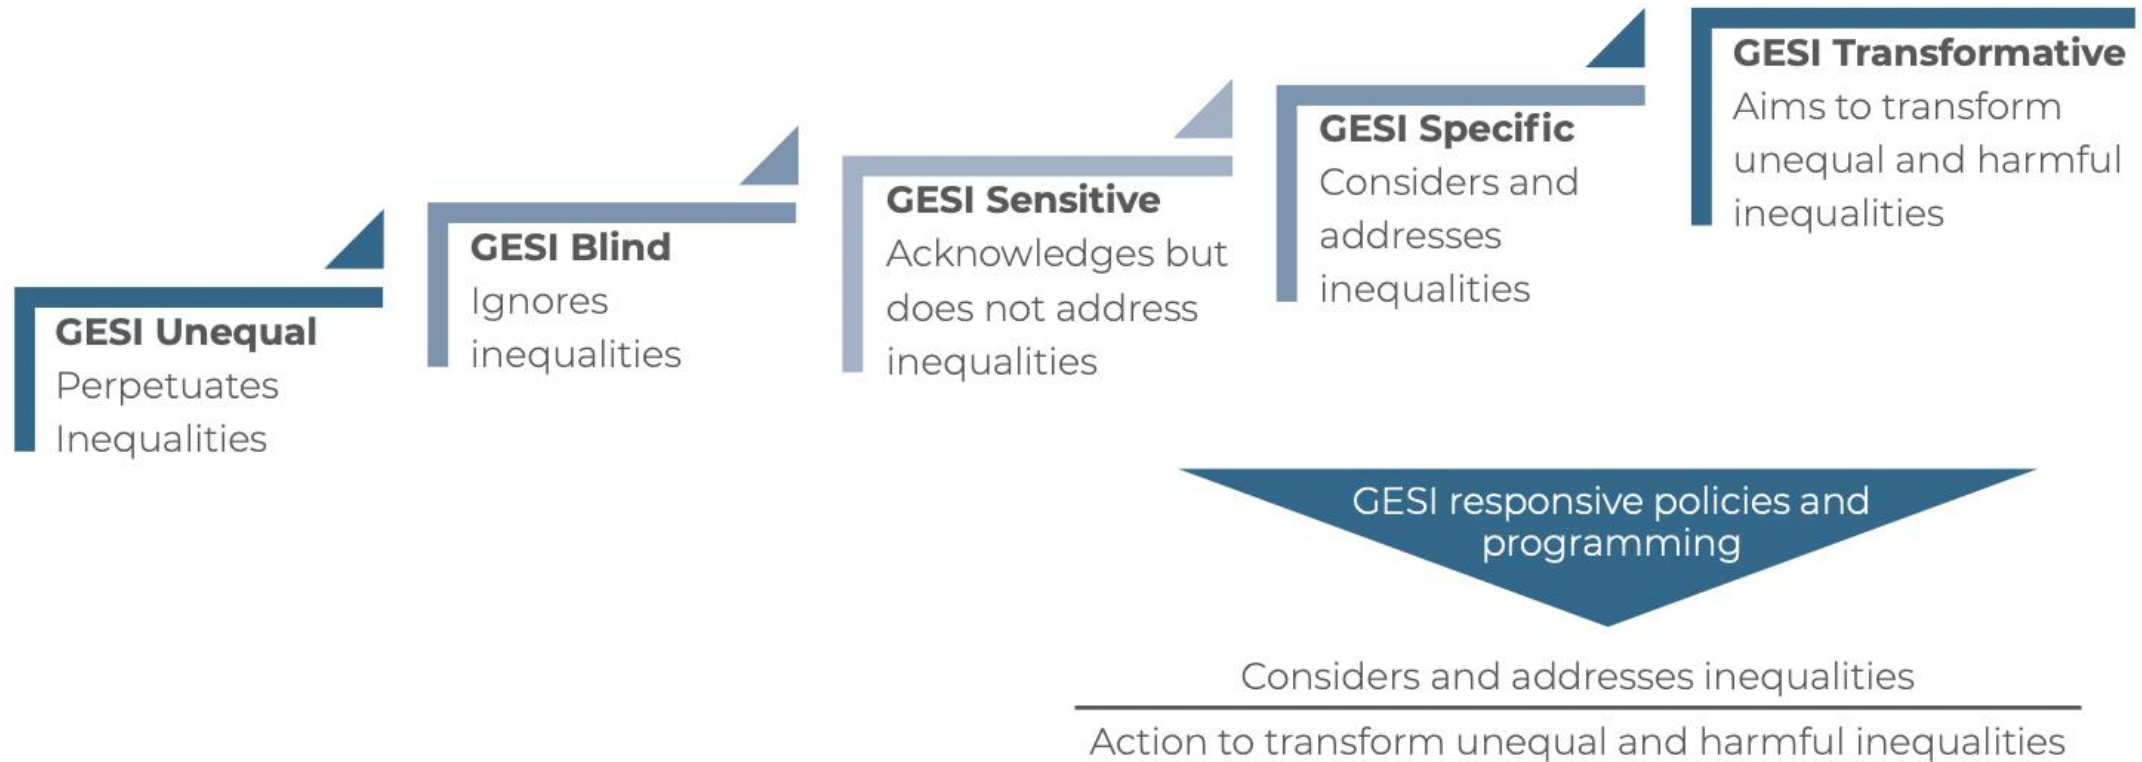 GESI Unequal
Perpetuates
Inequalities
GESI Blind
Ignores
inequalities
GESI Sensitive
Acknowledges but
does not address
inequalities
GESI Specific
Considers and
addresses
inequalities
GESI Transformative
Aims to transform
unequal and harmful
inequalities
GESI responsive policies and
programming
Considers and addresses inequalities
Action to transform unequal and harmful inequalities